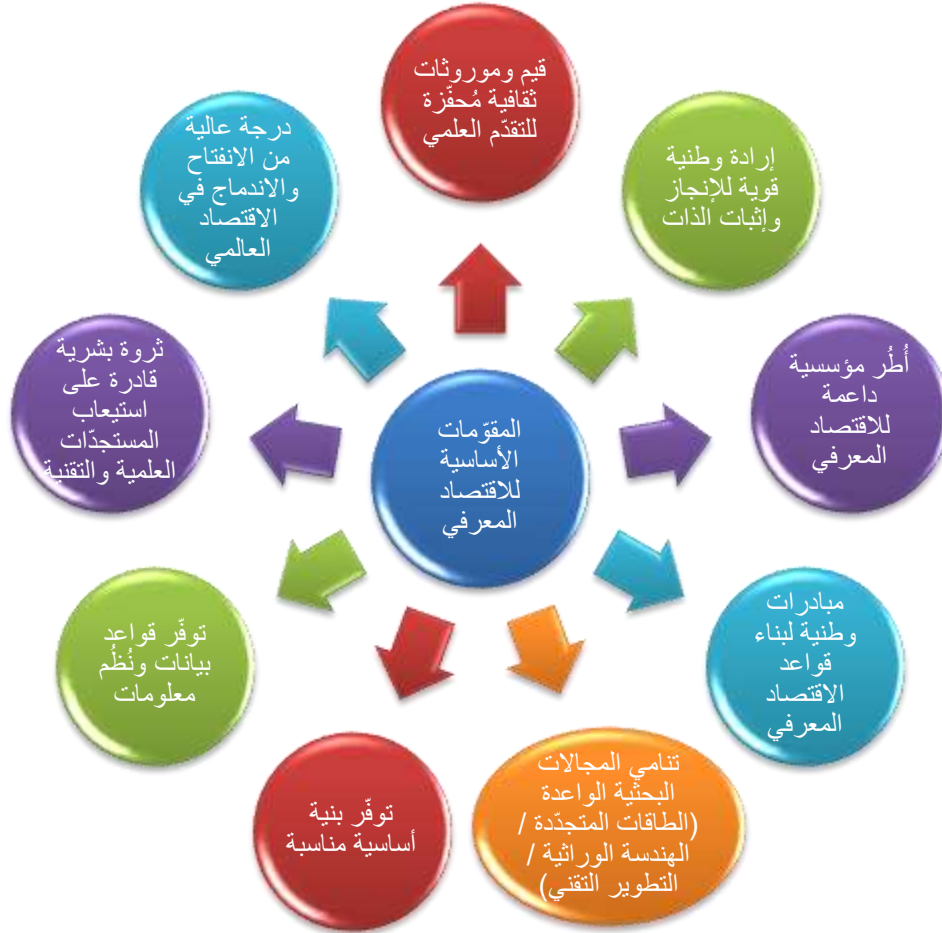 قيم وموروثات
ثقافية مُحفّزة
للتقدّم العلمي
إرادة وطنية
قوية للإنجاز
وإثبات الذات
أُطُر مؤسسية
داعمة
للاقتصاد
المعرفي
مبادرات
وطنية لبناء
قواعد
الاقتصاد
المعرفي
تنامي المجالات
البحثية الواعدة
(الطاقات المتجدّدة /
الهندسة الوراثية /
التطوير التقني)
توفّر بنية
أساسية مناسبة
توفّر قواعد
بيانات ونُظُم
معلومات
ثروة بشرية
قادرة على
استيعاب
المستجدّات
العلمية والتقنية
درجة عالية
من الانفتاح
والاندماج في
الاقتصاد
العالمي
المقوّمات
الأساسية
للاقتصاد
المعرفي